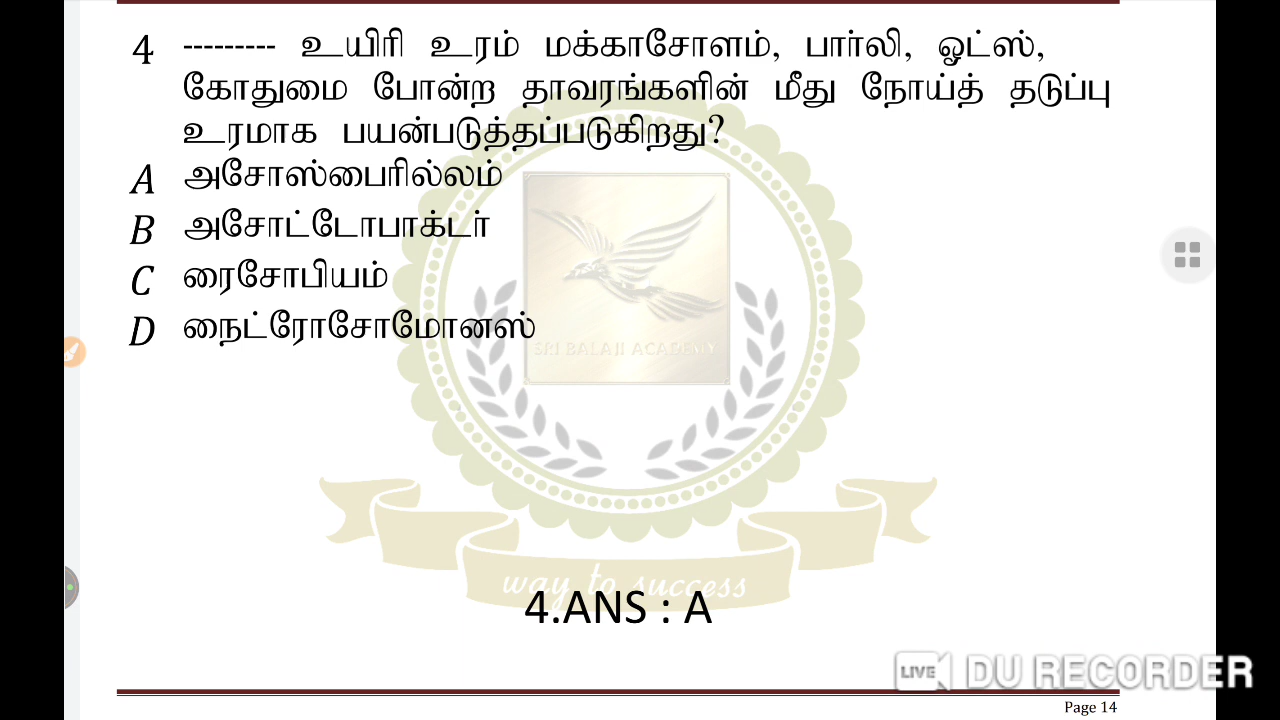 4 --------- உயிரி உரம் மக்காசோளம், பார்லி, ஓட்ஸ்,
கோதுமை போன்ற தாவரங்களின் மீது நோய்த் தடுப்பு
உரமாக பயன்படுத்தப்படுகிறது?
A அசோஸ்பைரில்லம்
B அசோட்டோபாக்டர்
C ரைசோபியம்
D நைட்ரோசோமோனஸ்
SRI BALAJI ACADEMY
way to success
4.ANS : A
LIVE DU RECORDER
Page 14